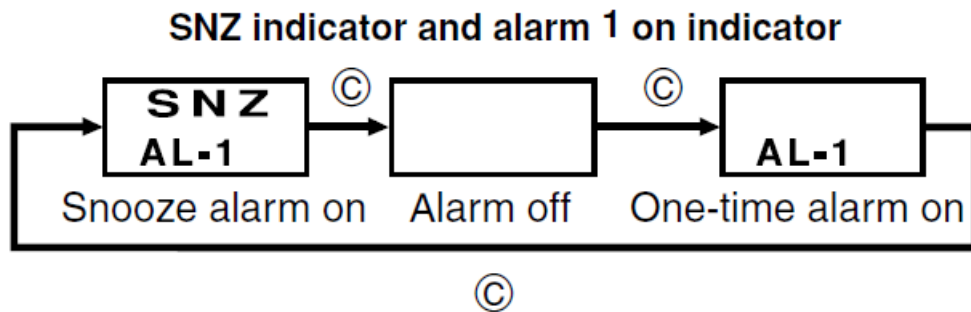 SNZ indicator and alarm 1 on indicator
Ⓒ Ⓒ
SNZ
AL-1 AL-1
Snooze alarm on Alarm off One-time alarm on
Ⓒ